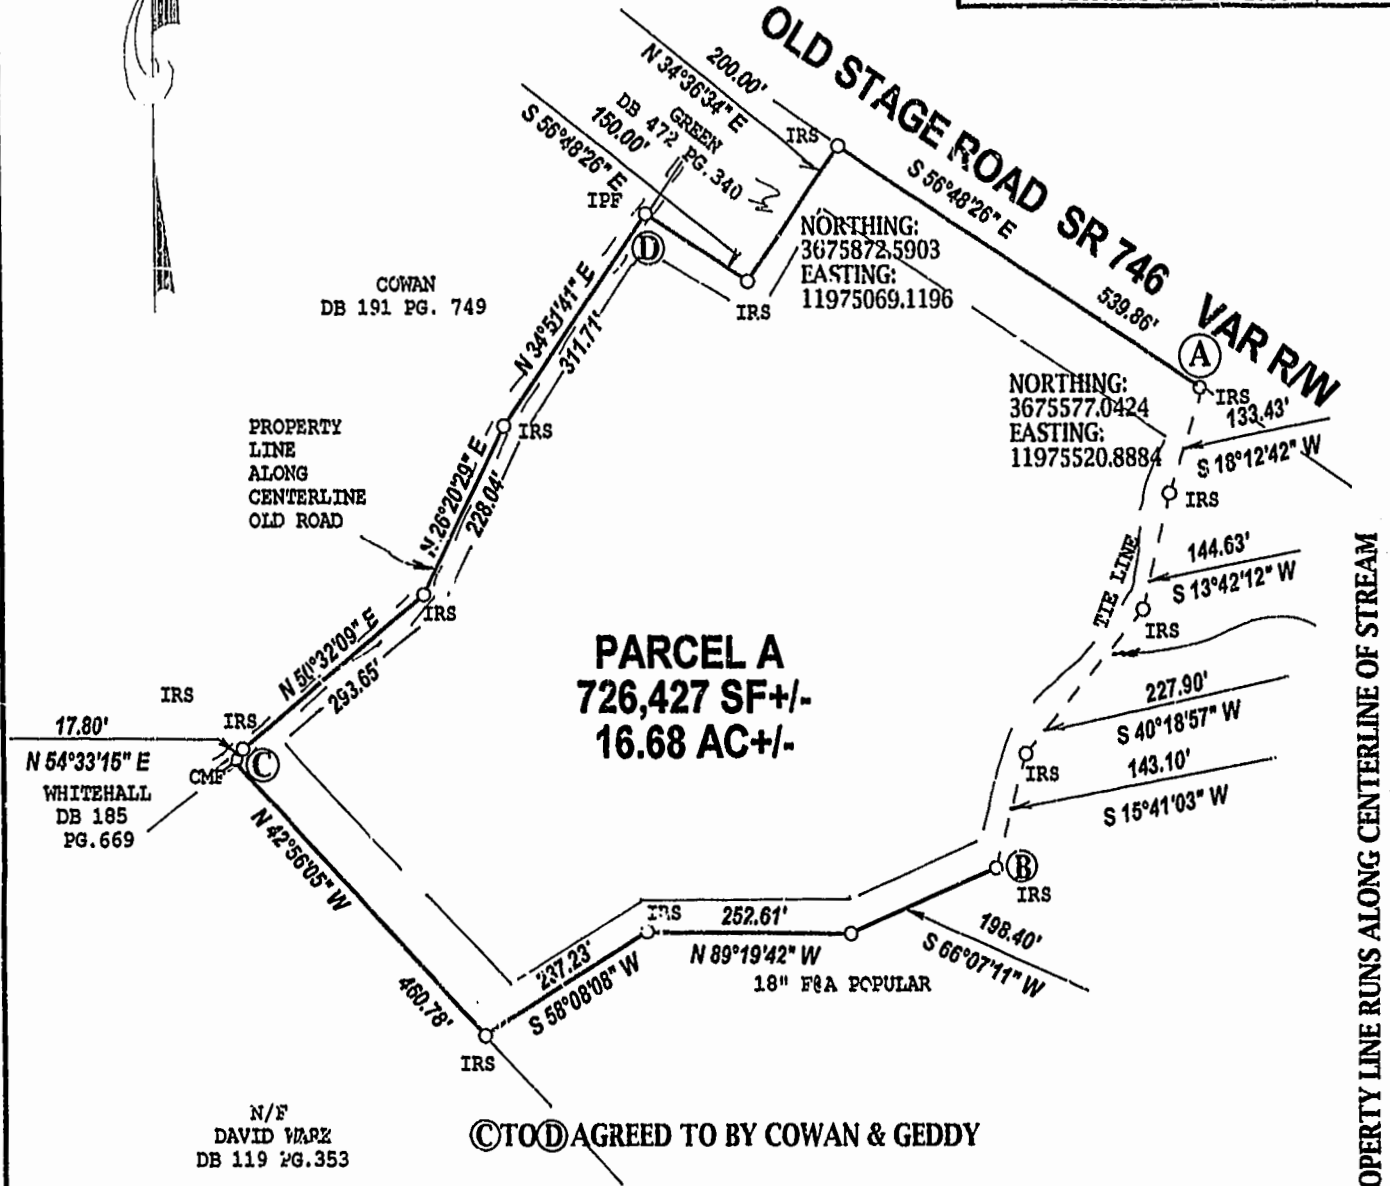 OLD STAGE ROAD SR 746 VAR R/W
200.00'
N 34°36'34" E
GREEN
DB 472 PG.340
150.00'
S 56°48'26" E
IRS
S 56°48'26" E
539.86'
IPF
D
NORTHING:
3675872.5903
EASTING:
11975069.1196
IRS
COWAN
DB 191 PG. 749
N 34°51'41" E
311.71'
A
IRS
NORTHING:
3675577.0424
EASTING:
11975520.8884
133.43'
S 18°12'42" W
IRS
PROPERTY
LINE
ALONG
CENTERLINE
OLD ROAD
IRS
N 26°20'29" E
228.04'
TIE LINE
144.63'
S 13°42'12" W
IRS
IRS
N 50°32'09" E
293.65'
PARCEL A
726,427 SF+/-
16.68 AC+/-
227.90'
S 40°18'57" W
IRS
143.10'
S 15°41'03" W
IRS
IRS
17.80'
N 54°33'15" E
CMF
C
WHITEHALL
DB 185
PG.669
N 42°56'05" W
460.78'
B
IRS
IRS
252.61'
N 89°19'42" W
198.40'
S 66°07'11" W
18" F&A POPULAR
237.23'
S 58°08'08" W
IRS
N/F
DAVID
DB 119 PG.353
C TO D AGREED TO BY COWAN & GEDDY
OPERTY LINE RUNS ALONG CENTERLINE OF STREAM